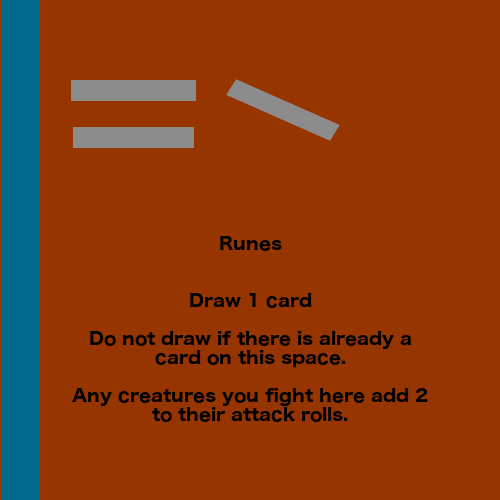 Runes
Draw 1 card
Do not draw if there is already a
card on this space.
Any creatures you fight here add 2
to their attack rolls.